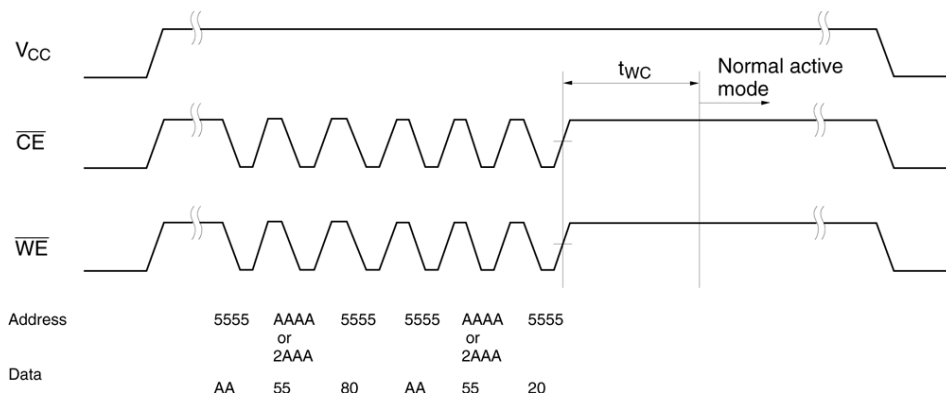 VCC
tWC
Normal active
mode
CE
WE
Address 5555 AAAA 5555 5555 AAAA 5555
or or
2AAA 2AAA
Data AA 55 80 AA 55 20